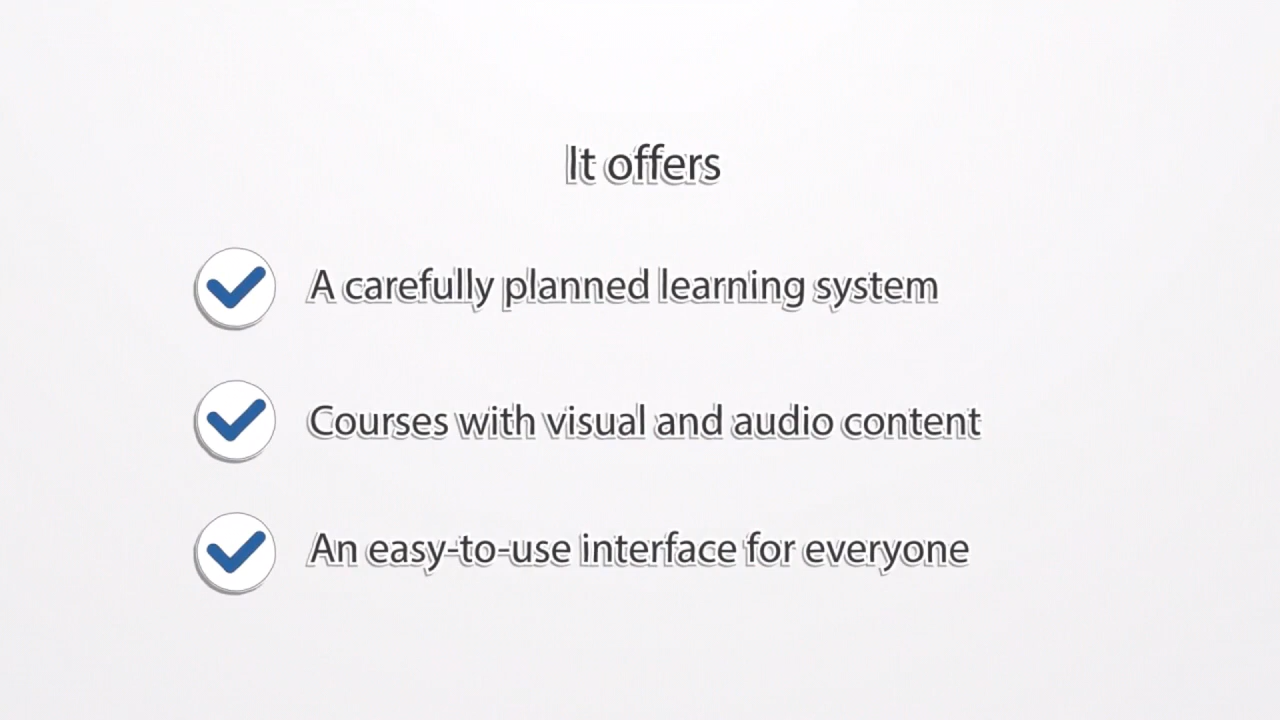 It offers
A carefully planned learning system
Courses with visual and audio content
An easy-to-use interface for everyone